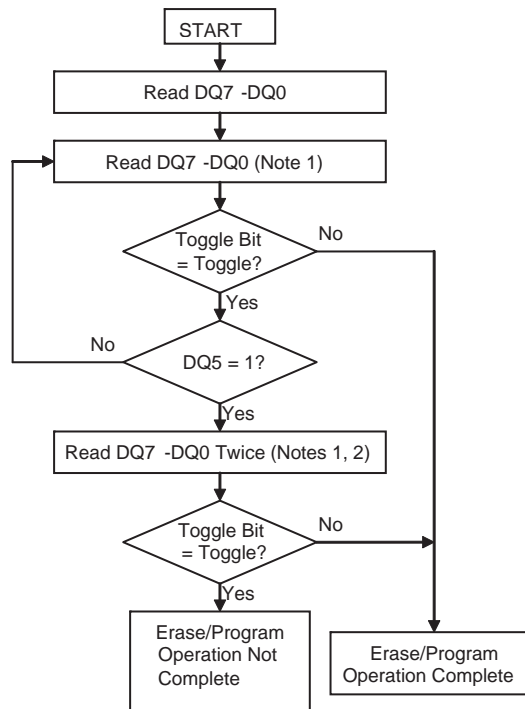 START
Read DQ7 -DQ0
Read DQ7 -DQ0 (Note 1)
Toggle Bit
= Toggle?
No
Yes
No
DQ5 = 1?
Yes
Read DQ7 -DQ0 Twice (Notes 1, 2)
Toggle Bit
= Toggle?
No
Yes
Erase/Program
Operation Not
Complete
Erase/Program
Operation Complete